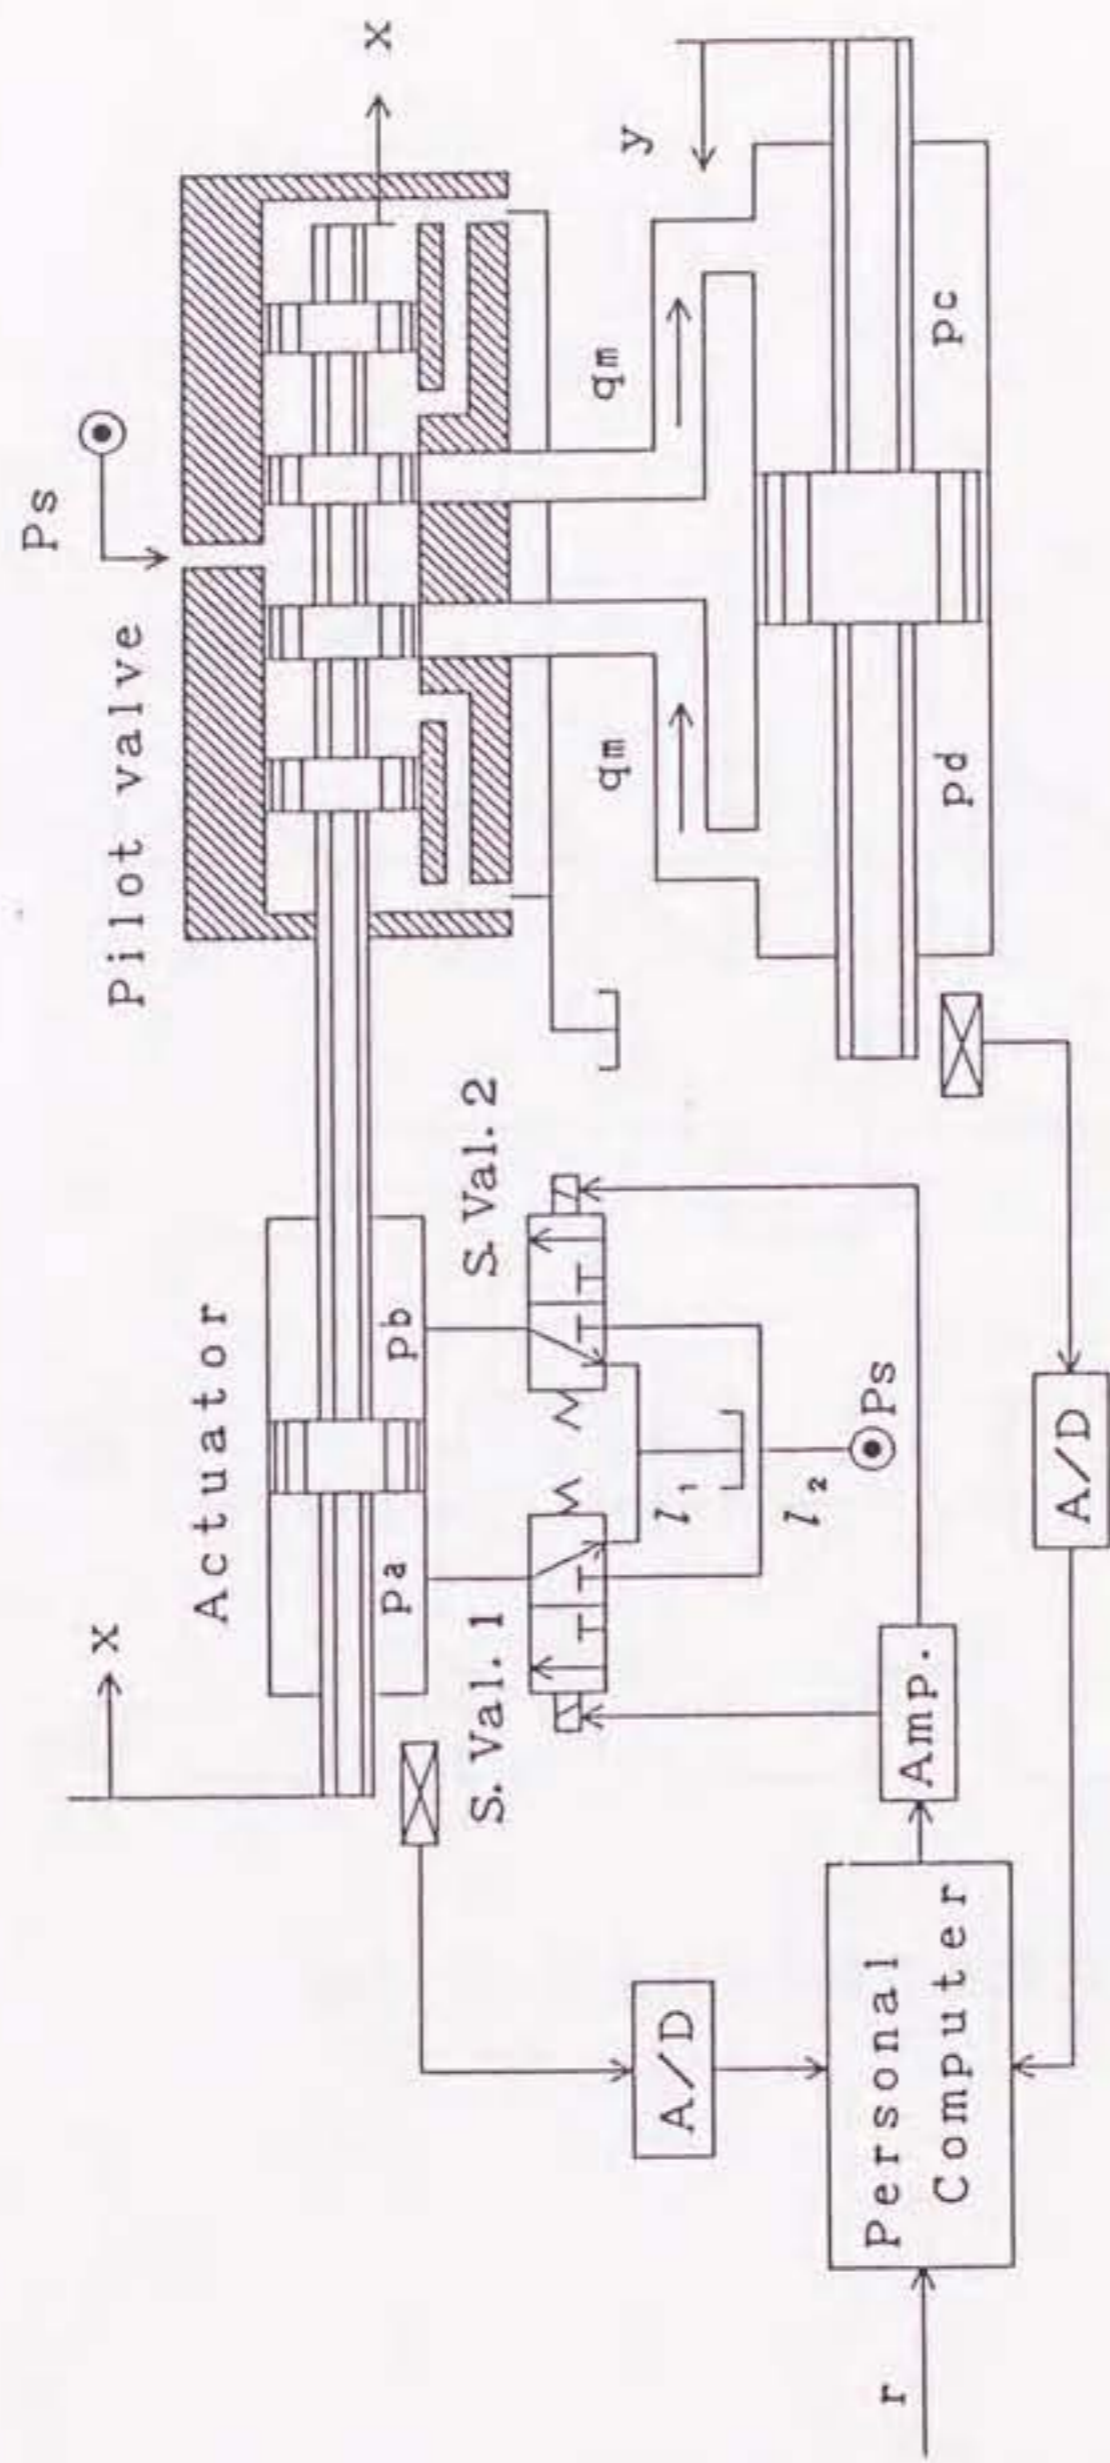 Ps
Pilot valve
x
Actuator
x
pa
pb
S. Val. 1
S. Val. 2
qm
qm
y
l₁
l₂
Ps
pd
pc
A/D
Amp.
A/D
Personal
Computer
r